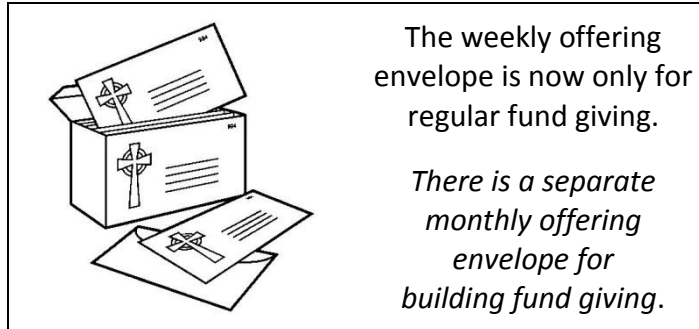 The weekly offering
envelope is now only for
regular fund giving.
There is a separate
monthly offering
envelope for
building fund giving.